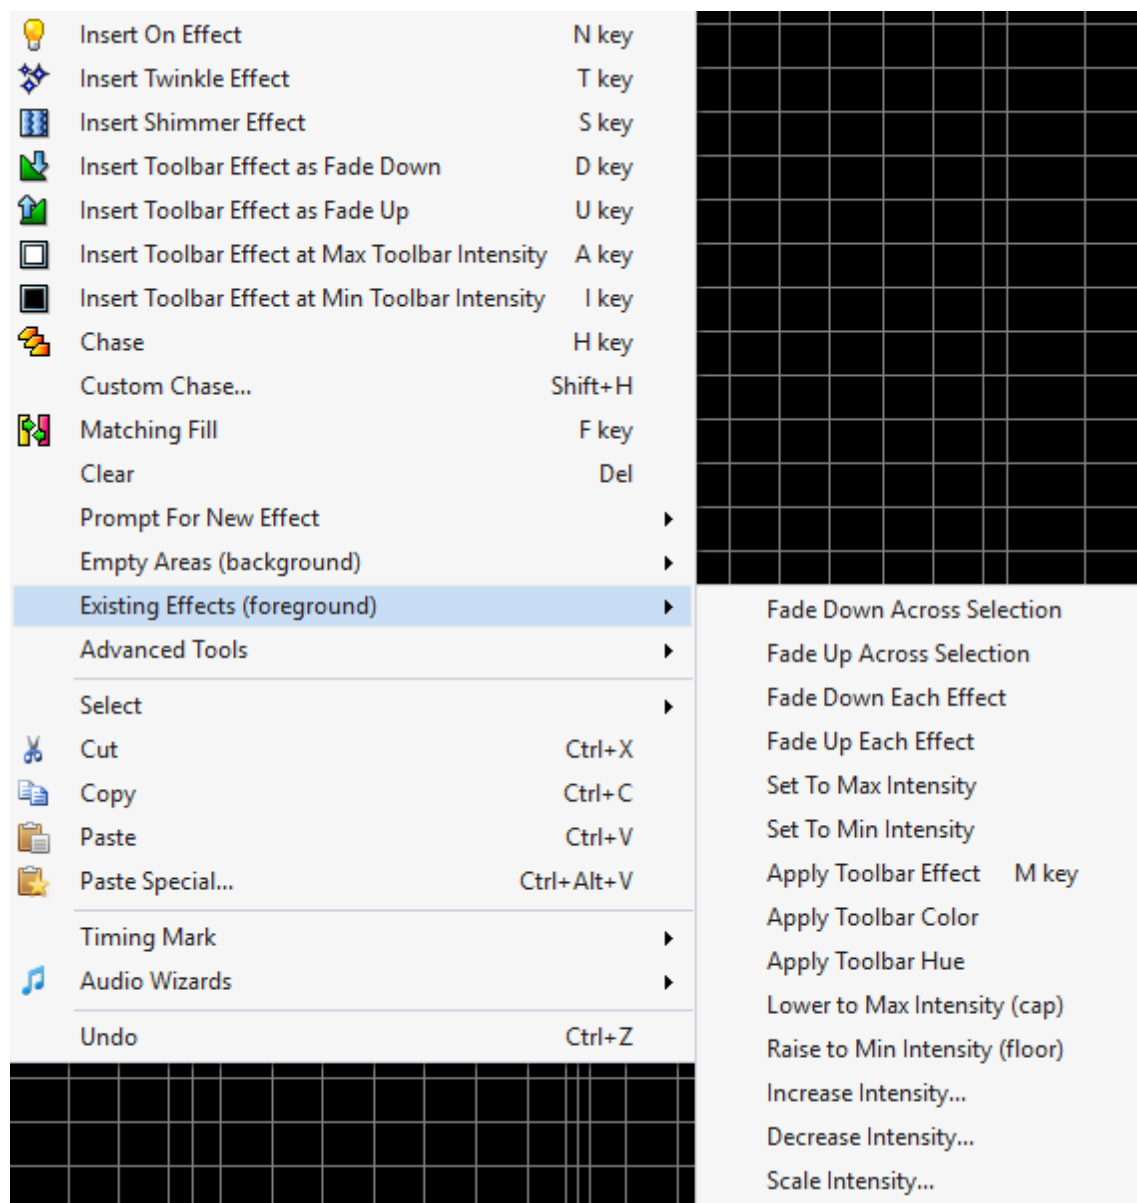 Insert On Effect N key
Insert Twinkle Effect T key
Insert Shimmer Effect S key
Insert Toolbar Effect as Fade Down D key
Insert Toolbar Effect as Fade Up U key
Insert Toolbar Effect at Max Toolbar Intensity A key
Insert Toolbar Effect at Min Toolbar Intensity I key
Chase H key
Custom Chase... Shift+H
Matching Fill F key
Clear Del
Prompt For New Effect
Empty Areas (background)
Existing Effects (foreground)
Advanced Tools
Select
Cut Ctrl+X
Copy Ctrl+C
Paste Ctrl+V
Paste Special... Ctrl+Alt+V
Timing Mark
Audio Wizards
Undo Ctrl+Z
Fade Down Across Selection
Fade Up Across Selection
Fade Down Each Effect
Fade Up Each Effect
Set To Max Intensity
Set To Min Intensity
Apply Toolbar Effect M key
Apply Toolbar Color
Apply Toolbar Hue
Lower to Max Intensity (cap)
Raise to Min Intensity (floor)
Increase Intensity...
Decrease Intensity...
Scale Intensity...